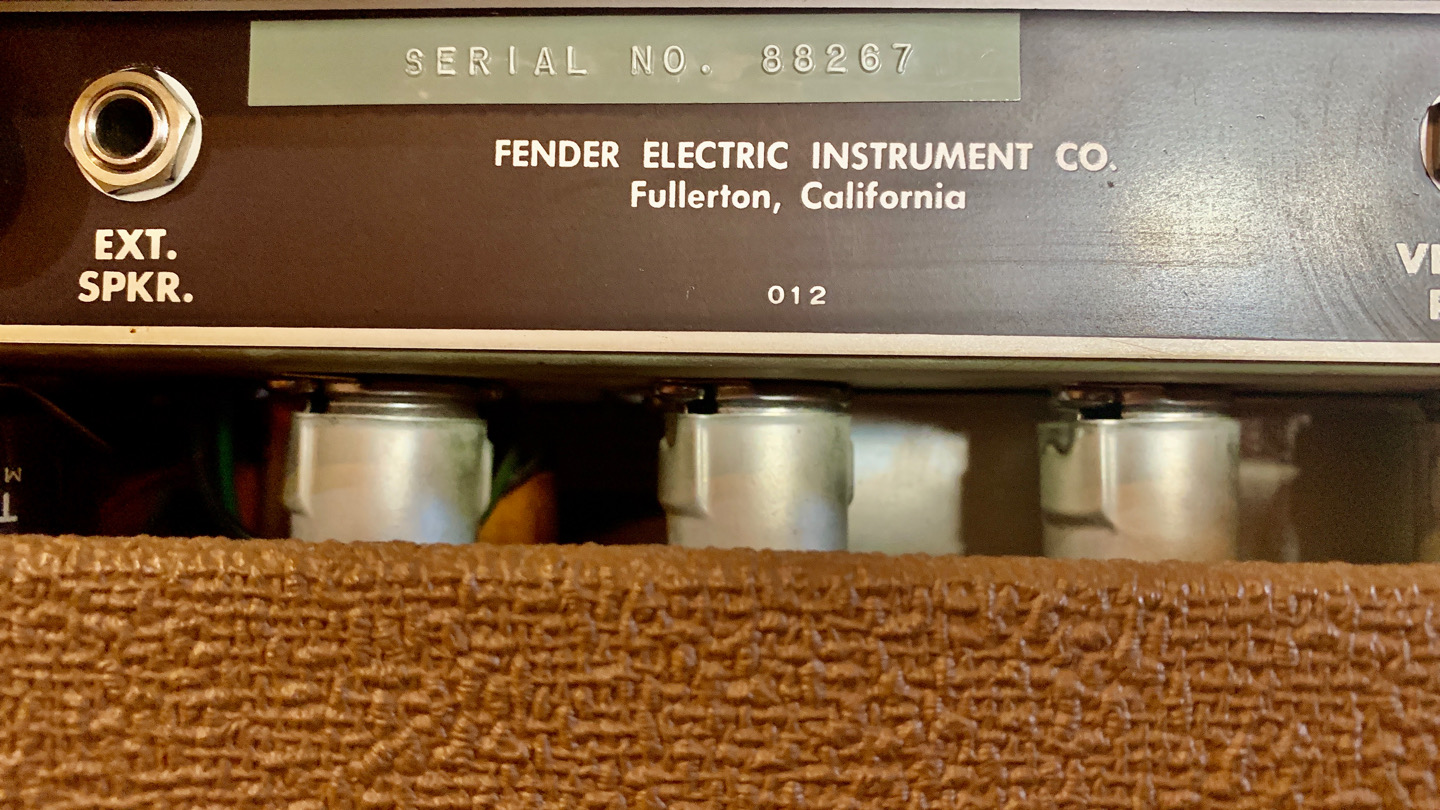 SERIAL NO. 88267
FENDER ELECTRIC INSTRUMENT CO.
Fullerton, California
EXT.
SPKR.
012